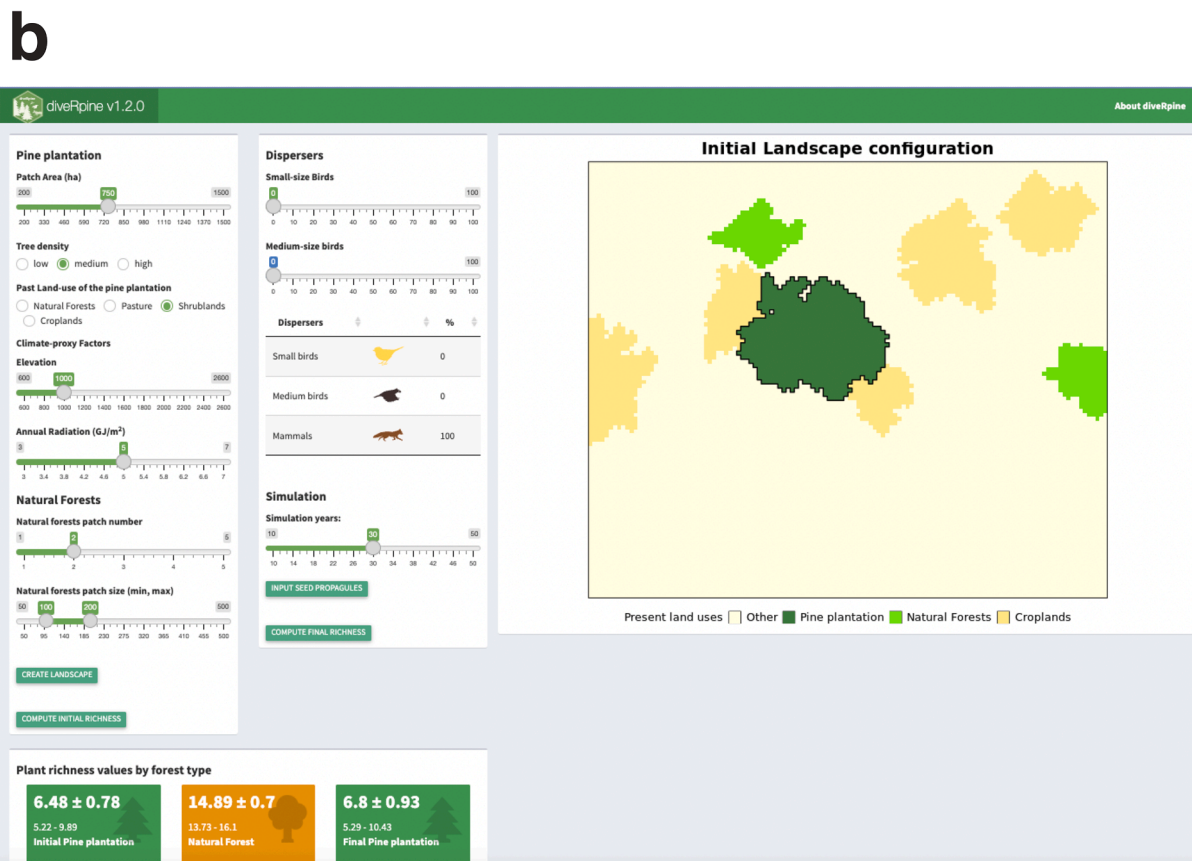 b
diveRpine v1.2.0
About diveRpine
Pine plantation
Patch Area (ha)
200 750 1500
200 330 460 590 720 850 980 1110 1240 1370 1500
Tree density
low medium high
Past Land-use of the pine plantation
Natural Forests Pasture Shrublands
Croplands
Climate-proxy Factors
Elevation
600 1000 2600
600 800 1000 1200 1400 1600 1800 2000 2200 2400 2600
Annual Radiation (GJ/m²)
3 5 7
3 3.4 3.8 4.2 4.6 5 5.4 5.8 6.2 6.6 7
Natural Forests
Natural forests patch number
1 2 5
1 2 3 4 5
Natural forests patch size (min, max)
50 100 200 500
50 95 140 185 230 275 320 365 410 455 500
CREATE LANDSCAPE
COMPUTE INITIAL RICHNESS
Dispersers
Small-size Birds
0 100
0 10 20 30 40 50 60 70 80 90 100
Medium-size birds
0 100
0 10 20 30 40 50 60 70 80 90 100
Dispersers %
Small birds 0
Medium birds 0
Mammals 100
Simulation
Simulation years:
10 30 50
10 14 18 22 26 30 34 38 42 46 50
INPUT SEED PROPAGULES
COMPUTE FINAL RICHNESS
Initial Landscape configuration
Present land uses Other Pine plantation Natural Forests Croplands
Plant richness values by forest type
6.48 ± 0.78
5.22 - 9.89
Initial Pine plantation
14.89 ± 0.7
13.73 - 16.1
Natural Forest
6.8 ± 0.93
5.29 - 10.43
Final Pine plantation